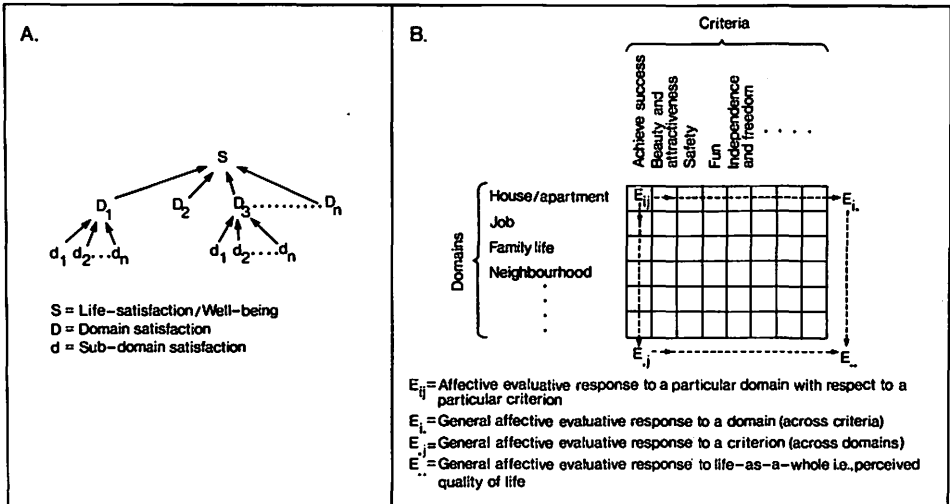 A.
S
D1 D2 D3..........Dn
d1 d2...dn d1 d2....dn
S = Life-satisfaction/Well-being
D = Domain satisfaction
d = Sub-domain satisfaction
B.
Criteria
Achieve success
Beauty and
attractiveness
Safety
Fun
Independence
and freedom
. . . .
Domains
House/apartment
Job
Family life
Neighbourhood
.
.
.
.
Eij Ei.
E.j E..
Eij = Affective evaluative response to a particular domain with respect to a
particular criterion
Ei. = General affective evaluative response to a domain (across criteria)
E.j = General affective evaluative response to a criterion (across domains)
E.. = General affective evaluative response to life-as-a-whole i.e., perceived
quality of life